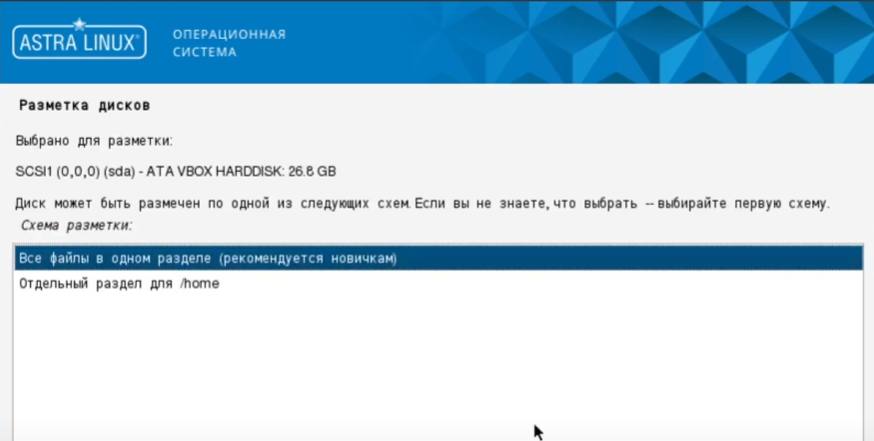 ASTRA LINUX®
ОПЕРАЦИОННАЯ
СИСТЕМА
Разметка дисков
Выбрано для разметки:
SCSI1 (0,0,0) (sda) - ATA VBOX HARDDISK: 26.8 GB
Диск может быть размечен по одной из следующих схем. Если вы не знаете, что выбрать -- выбирайте первую схему.
Схема разметки:
Все файлы в одном разделе (рекомендуется новичкам)
Отдельный раздел для /home